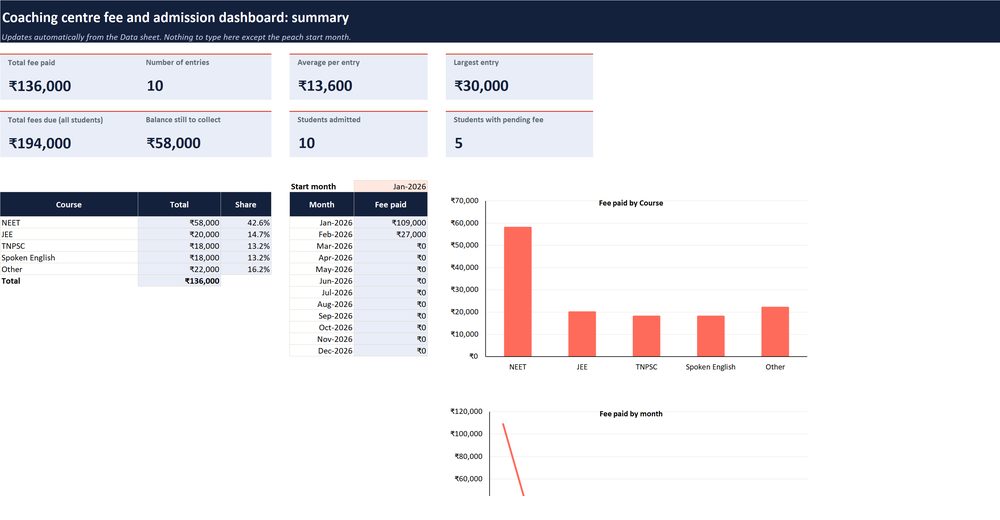 Coaching centre fee and admission dashboard: summary
Updates automatically from the Data sheet. Nothing to type here except the peach start month.
Total fee paid Number of entries Average per entry Largest entry
₹136,000 10 ₹13,600 ₹30,000
Total fees due (all students) Balance still to collect Students admitted Students with pending fee
₹194,000 ₹58,000 10 5
Course Total Share
NEET ₹58,000 42.6%
JEE ₹20,000 14.7%
TNPSC ₹18,000 13.2%
Spoken English ₹18,000 13.2%
Other ₹22,000 16.2%
Total ₹136,000
Start month Jan-2026
Month Fee paid
Jan-2026 ₹109,000
Feb-2026 ₹27,000
Mar-2026 ₹0
Apr-2026 ₹0
May-2026 ₹0
Jun-2026 ₹0
Jul-2026 ₹0
Aug-2026 ₹0
Sep-2026 ₹0
Oct-2026 ₹0
Nov-2026 ₹0
Dec-2026 ₹0
Fee paid by Course
₹70,000
₹60,000
₹50,000
₹40,000
₹30,000
₹20,000
₹10,000
₹0
NEET JEE TNPSC Spoken English Other
Fee paid by month
₹120,000
₹100,000
₹80,000
₹60,000